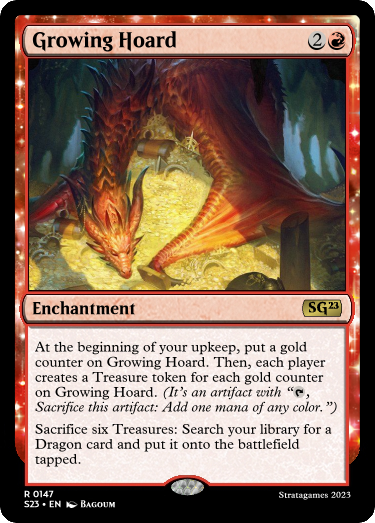 Growing Hoard 2
Enchantment SG23
At the beginning of your upkeep, put a gold
counter on Growing Hoard. Then, each player
creates a Treasure token for each gold counter
on Growing Hoard. (It's an artifact with “,
Sacrifice this artifact: Add one mana of any color.”)
Sacrifice six Treasures: Search your library for a
Dragon card and put it onto the battlefield
tapped.
R 0147 Stratagames 2023
S23 • EN Bagoum